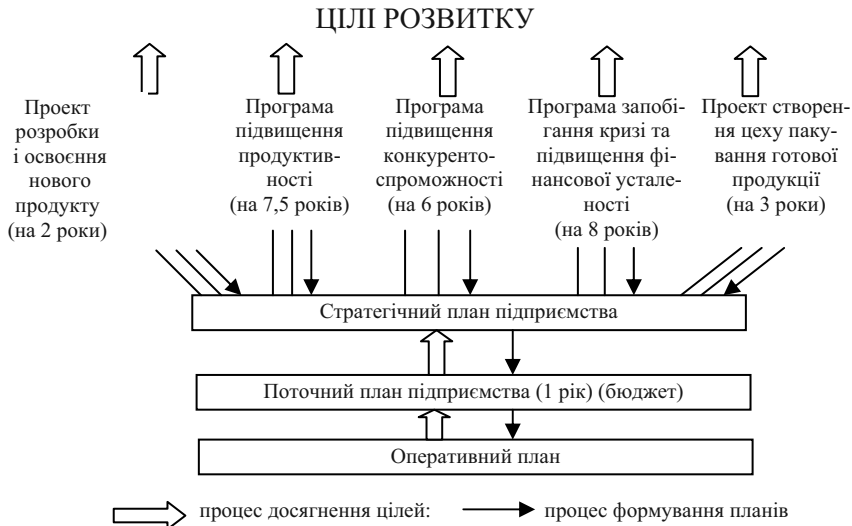 ЦІЛІ РОЗВИТКУ
Проект
розробки
і освоєння
нового
продукту
(на 2 роки)
Програма
підвищення
продуктив-
ності
(на 7,5 років)
Програма
підвищення
конкуренто-
спроможності
(на 6 років)
Програма запобі-
гання кризі та
підвищення фі-
нансової устале-
ності
(на 8 років)
Проект створен-
ня цеху паку-
вання готової
продукції
(на 3 роки)
Стратегічний план підприємства
Поточний план підприємства (1 рік) (бюджет)
Оперативний план
процес досягнення цілей:
процес формування планів